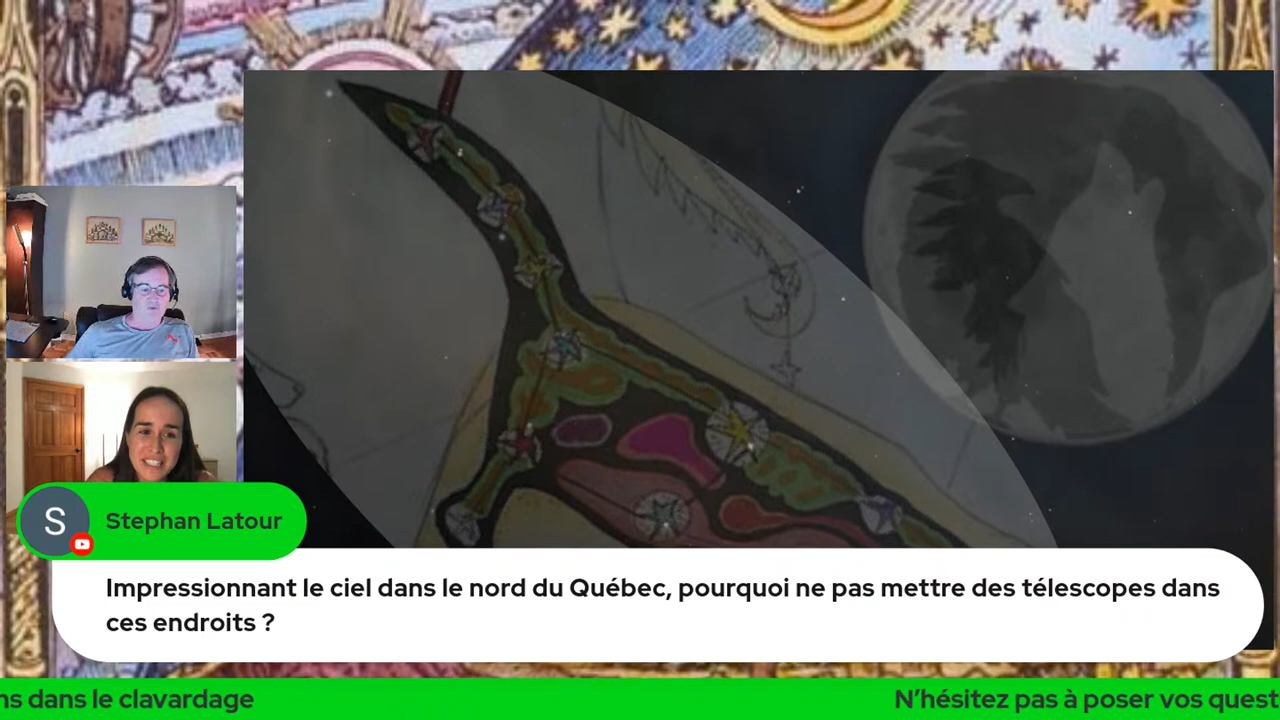 Stephan Latour
Impressionnant le ciel dans le nord du Québec, pourquoi ne pas mettre des télescopes dans
ces endroits ?
ns dans le clavardage
N'hésitez pas à poser vos quest